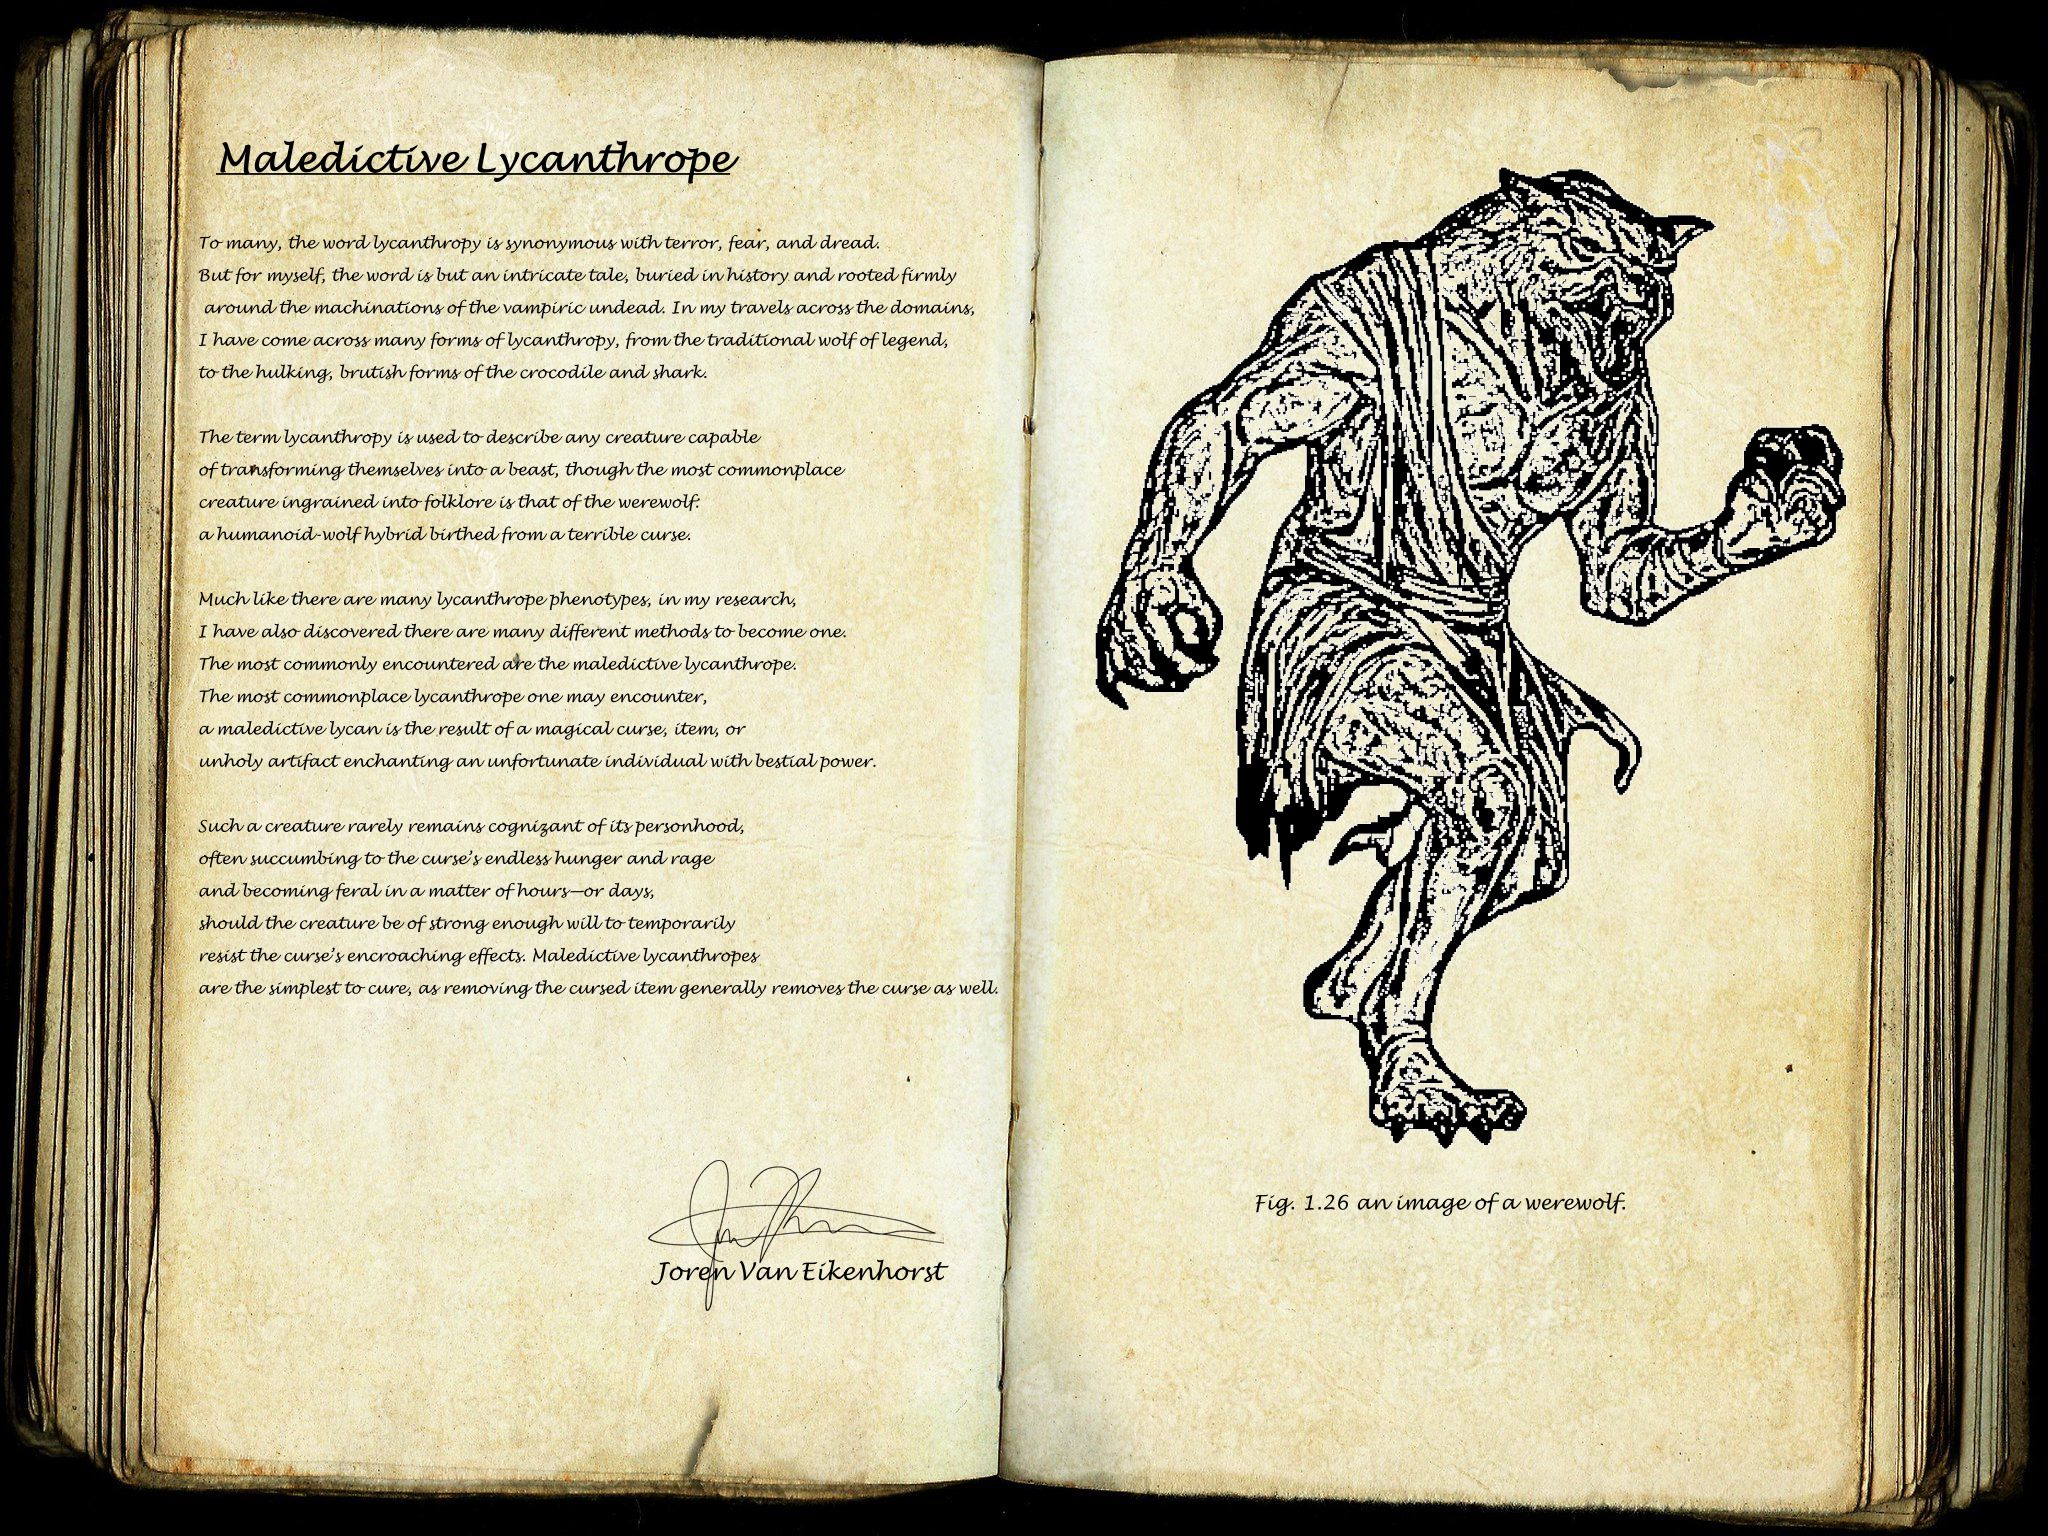 Maledictive Lycanthrope
To many, the word lycanthropy is synonymous with terror, fear, and dread.
But for myself, the word is but an intricate tale, buried in history and rooted firmly
around the machinations of the vampiric undead. In my travels across the domains,
I have come across many forms of lycanthropy, from the traditional wolf of legend,
to the hulking, brutish forms of the crocodile and shark.
The term lycanthropy is used to describe any creature capable
of transforming themselves into a beast, though the most commonplace
creature ingrained into folklore is that of the werewolf:
a humanoid-wolf hybrid birthed from a terrible curse.
Much like there are many lycanthrope phenotypes, in my research,
I have also discovered there are many different methods to become one.
The most commonly encountered are the maledictive lycanthrope.
The most commonplace lycanthrope one may encounter,
a maledictive lycan is the result of a magical curse, item, or
unholy artifact enchanting an unfortunate individual with bestial power.
Such a creature rarely remains cognizant of its personhood,
often succumbing to the curse's endless hunger and rage
and becoming feral in a matter of hours—or days,
should the creature be of strong enough will to temporarily
resist the curse's encroaching effects. Maledictive lycanthropes
are the simplest to cure, as removing the cursed item generally removes the curse as well.
Joren Van Eikenhorst
Fig. 1.26 an image of a werewolf.